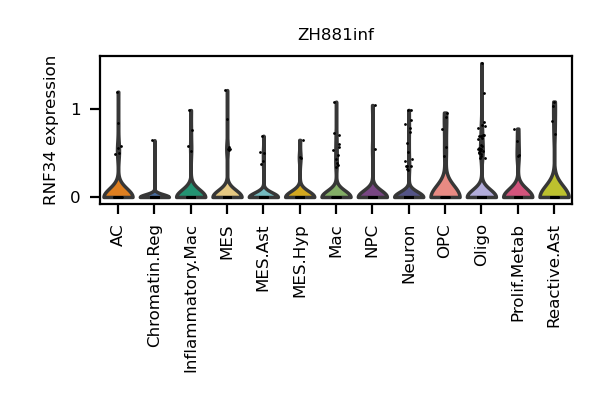 ZH881inf
RNF34 expression
1
0
AC
Chromatin.Reg
Inflammatory.Mac
MES
MES.Ast
MES.Hyp
Mac
NPC
Neuron
OPC
Oligo
Prolif.Metab
Reactive.Ast